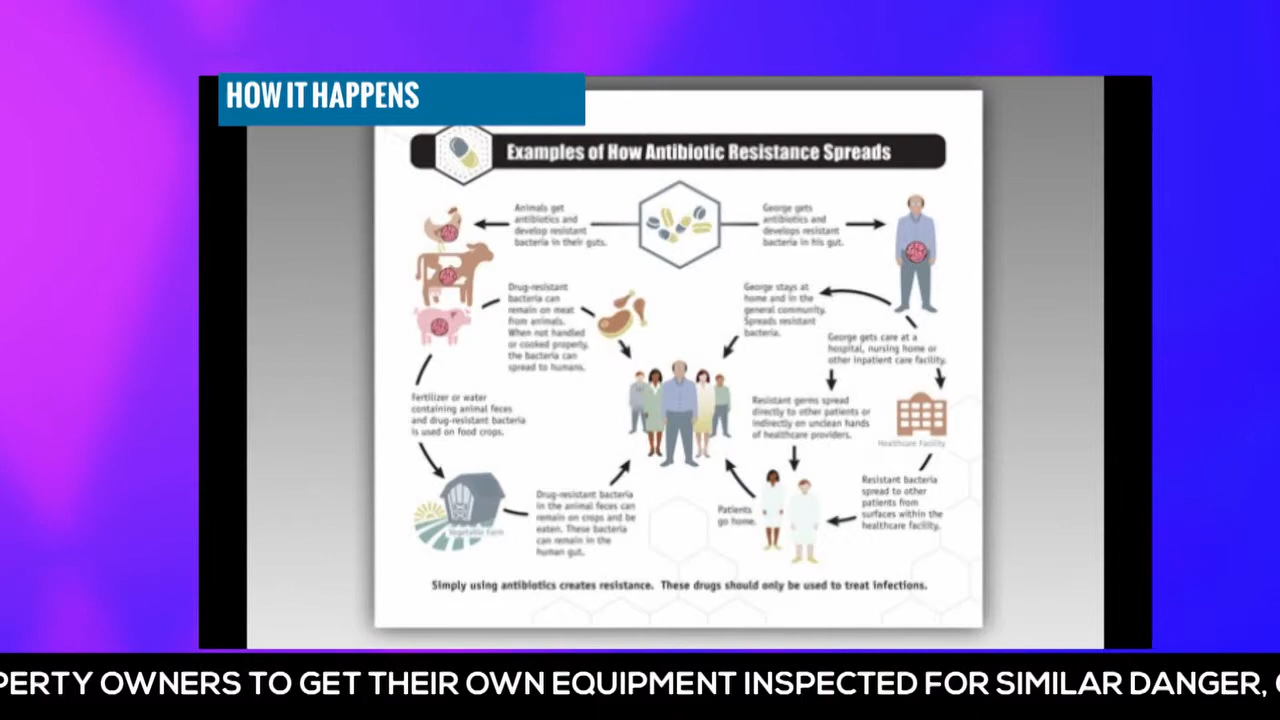 HOW IT HAPPENS
Examples of How Antibiotic Resistance Spreads
Animals get
antibiotics and
develop resistant
bacteria in their guts.
George gets
antibiotics and
develops resistant
bacteria in his gut.
Drug-resistant
bacteria can
remain on meat
from animals.
When not handled
or cooked properly,
the bacteria can
spread to humans.
George stays at
home and in the
general community.
Spreads resistant
bacteria.
George gets care at a
hospital, nursing home or
other inpatient care facility.
Fertilizer or water
containing animal feces
and drug-resistant bacteria
is used on food crops.
Resistant germs spread
directly to other patients or
indirectly on unclean hands
of healthcare providers.
Healthcare Facility
Vegetable Farm
Drug-resistant bacteria
in the animal feces can
remain on crops and be
eaten. These bacteria
can remain in the
human gut.
Patients
go home.
Resistant bacteria
spread to other
patients from
surfaces within the
healthcare facility.
Simply using antibiotics creates resistance. These drugs should only be used to treat infections.
PERTY OWNERS TO GET THEIR OWN EQUIPMENT INSPECTED FOR SIMILAR DANGER,